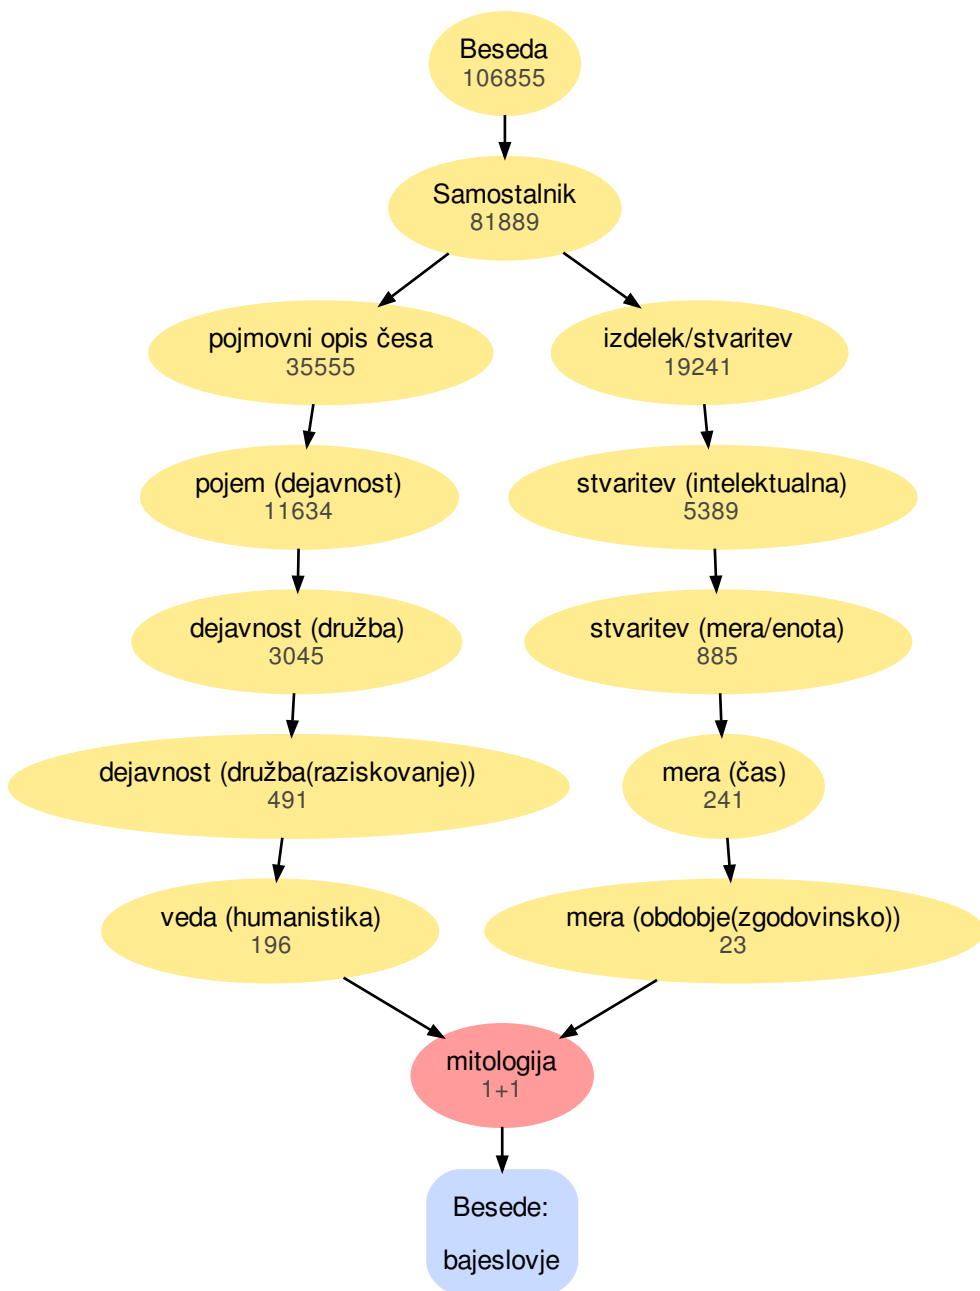 Beseda
106855
Samostalnik
81889
pojmovni opis česa
35555
izdelek/stvaritev
19241
pojem (dejavnost)
11634
stvaritev (intelektualna)
5389
dejavnost (družba)
3045
stvaritev (mera/enota)
885
dejavnost (družba(raziskovanje))
491
mera (čas)
241
veda (humanistika)
196
mera (obdobje(zgodovinsko))
23
mitologija
1+1
Besede:
bajeslovje